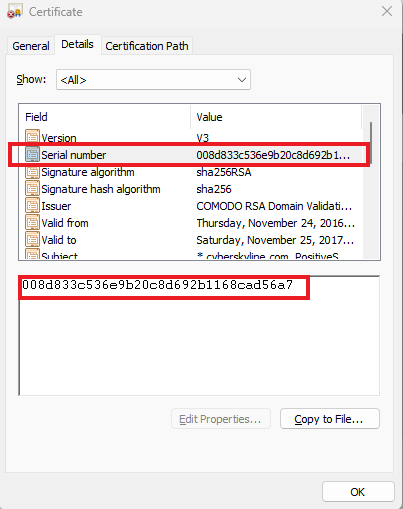 Certificate
General Details Certification Path
Show: <All>
Field Value
Version V3
Serial number 008d833c536e9b20c8d692b1...
Signature algorithm sha256RSA
Signature hash algorithm sha256
Issuer COMODO RSA Domain Validati...
Valid from Thursday, November 24, 2016...
Valid to Saturday, November 25, 2017...
Subject *.cyberskyline.com, PositiveS...
008d833c536e9b20c8d692b1168cad56a7
Edit Properties...
Copy to File...
OK